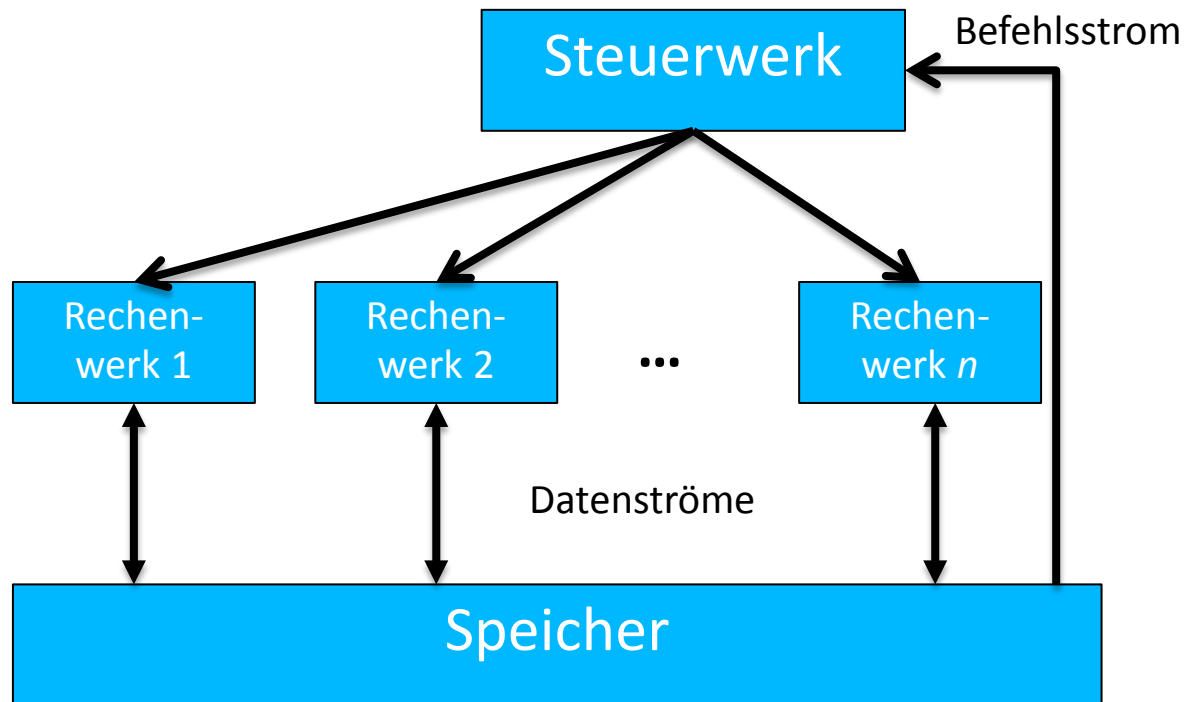 Befehlsstrom
Steuerwerk
Rechen-
werk 1
Rechen-
werk 2
...
Rechen-
werk n
Datenströme
Speicher